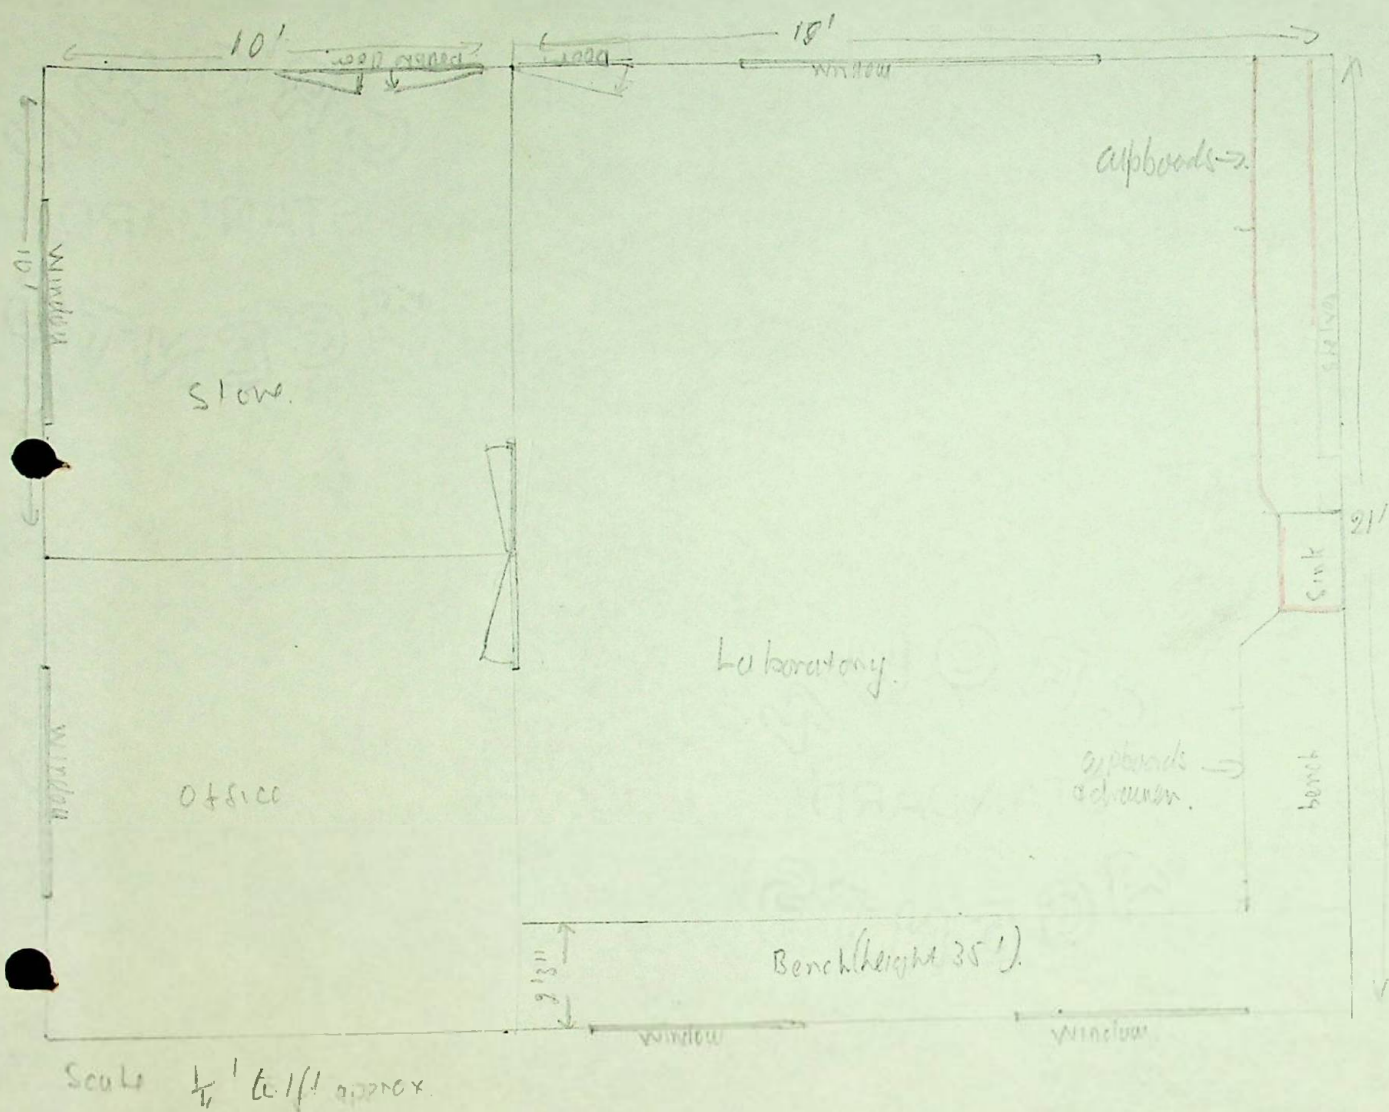 10'
18'
double door
Door
window
cupboards
10'
window
shelves
Store.
21'
Sink
Laboratory.
window
Office
cupboards
& drawers.
bench
2'3"
Bench (height 35').
window
window
Scale 1/4' to 1ft approx